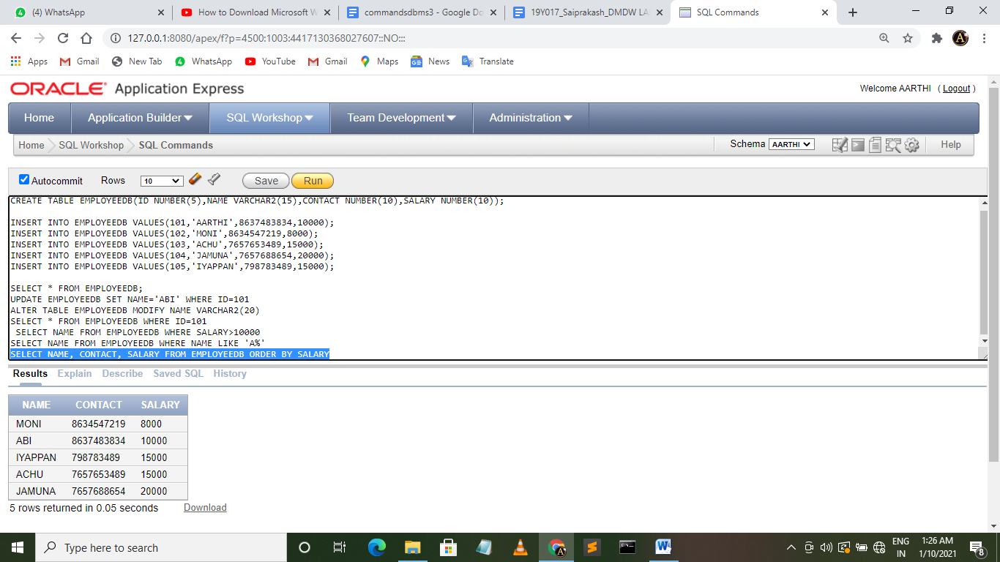 (4) WhatsApp
How to Download Microsoft W
commandsdbms3 - Google Do
19Y017_Saiprakash_DMDW LA
SQL Commands
127.0.0.1:8080/apex/f?p=4500:1003:4417130368027607::NO:::
Apps Gmail New Tab WhatsApp YouTube Gmail Maps News Translate
ORACLE Application Express
Welcome AARTHI ( Logout )
Home Application Builder SQL Workshop Team Development Administration
Home SQL Workshop SQL Commands
Schema AARTHI Help
Autocommit Rows 10 Save Run
CREATE TABLE EMPLOYEEDB(ID NUMBER(5),NAME VARCHAR2(15),CONTACT NUMBER(10),SALARY NUMBER(10));
INSERT INTO EMPLOYEEDB VALUES(101,'AARTHI',8637483834,10000);
INSERT INTO EMPLOYEEDB VALUES(102,'MONI',8634547219,8000);
INSERT INTO EMPLOYEEDB VALUES(103,'ACHU',7657653489,15000);
INSERT INTO EMPLOYEEDB VALUES(104,'JAMUNA',7657688654,20000);
INSERT INTO EMPLOYEEDB VALUES(105,'IYAPPAN',798783489,15000);
SELECT * FROM EMPLOYEEDB;
UPDATE EMPLOYEEDB SET NAME='ABI' WHERE ID=101
ALTER TABLE EMPLOYEEDB MODIFY NAME VARCHAR2(20)
SELECT * FROM EMPLOYEEDB WHERE ID=101
SELECT NAME FROM EMPLOYEEDB WHERE SALARY>10000
SELECT NAME FROM EMPLOYEEDB WHERE NAME LIKE 'A%'
SELECT NAME, CONTACT, SALARY FROM EMPLOYEEDB ORDER BY SALARY
Results Explain Describe Saved SQL History
NAME CONTACT SALARY
MONI 8634547219 8000
ABI 8637483834 10000
IYAPPAN 798783489 15000
ACHU 7657653489 15000
JAMUNA 7657688654 20000
5 rows returned in 0.05 seconds Download
Type here to search
ENG
IN
1:26 AM
1/10/2021
8